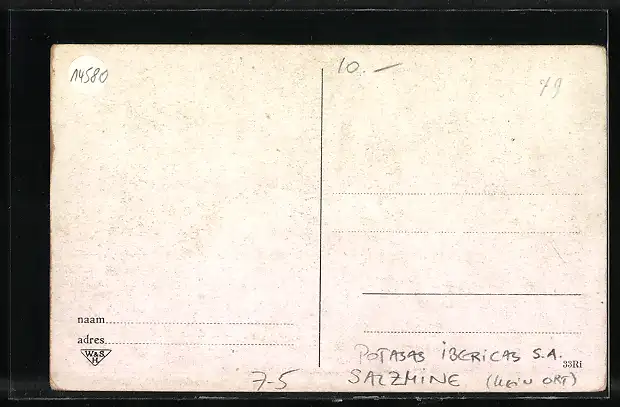 14580
10.—
79
naam
adres
W&S
H
POTASAS IBERICAS S.A.
33Ri
SALZMINE (kein ORT)
7-5